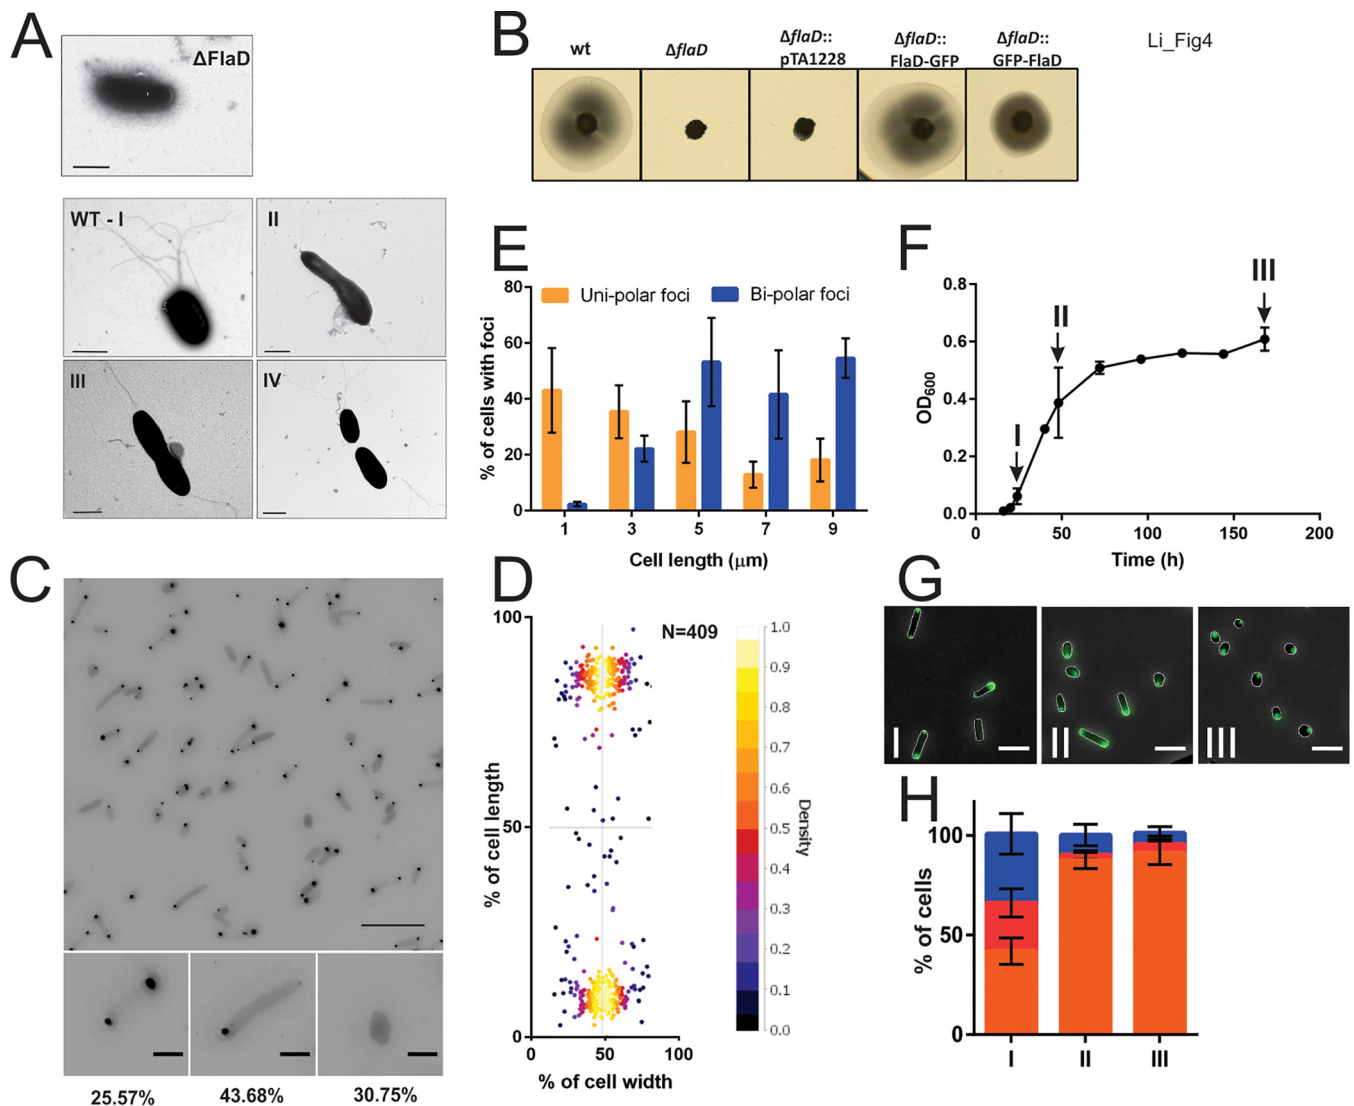 A
ΔFlaD
WT - I
II
III
IV
B
Li_Fig4
wt
ΔflaD
ΔflaD::
pTA1228
ΔflaD::
FlaD-GFP
ΔflaD::
GFP-FlaD
E
80
60
40
20
0
% of cells with foci
Uni-polar foci
Bi-polar foci
1 3 5 7 9
Cell length (μm)
F
0.8
0.6
0.4
0.2
0.0
OD600
I
II
III
0 50 100 150 200
Time (h)
C
25.57%
43.68%
30.75%
D
N=409
100
50
0
% of cell length
0 50 100
% of cell width
1.0
0.9
0.8
0.7
0.6
0.5
0.4
0.3
0.2
0.1
0.0
Density
G
I
II
III
H
100
50
0
% of cells
I II III